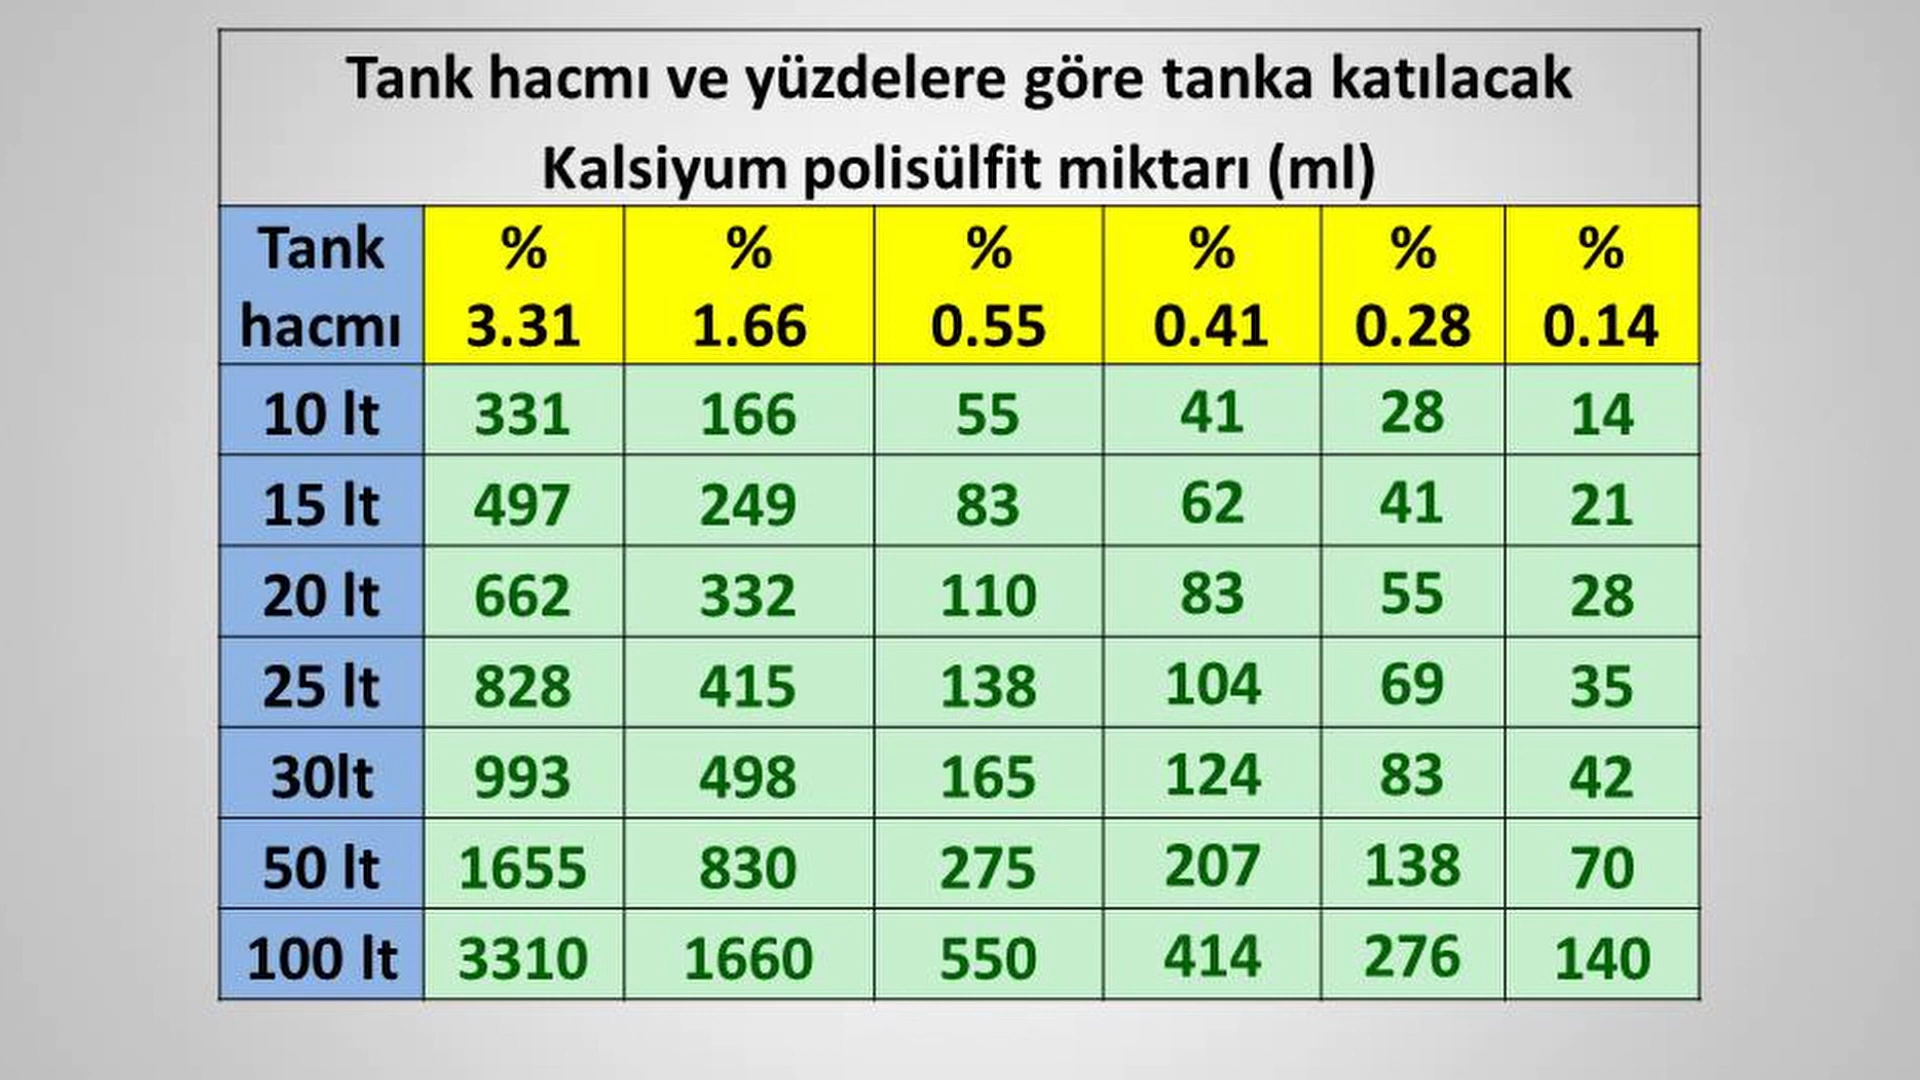 Tank hacmı ve yüzdelere göre tanka katılacak
Kalsiyum polisülfit miktarı (ml)
Tank hacmı % 3.31 % 1.66 % 0.55 % 0.41 % 0.28 % 0.14
10 lt 331 166 55 41 28 14
15 lt 497 249 83 62 41 21
20 lt 662 332 110 83 55 28
25 lt 828 415 138 104 69 35
30lt 993 498 165 124 83 42
50 lt 1655 830 275 207 138 70
100 lt 3310 1660 550 414 276 140